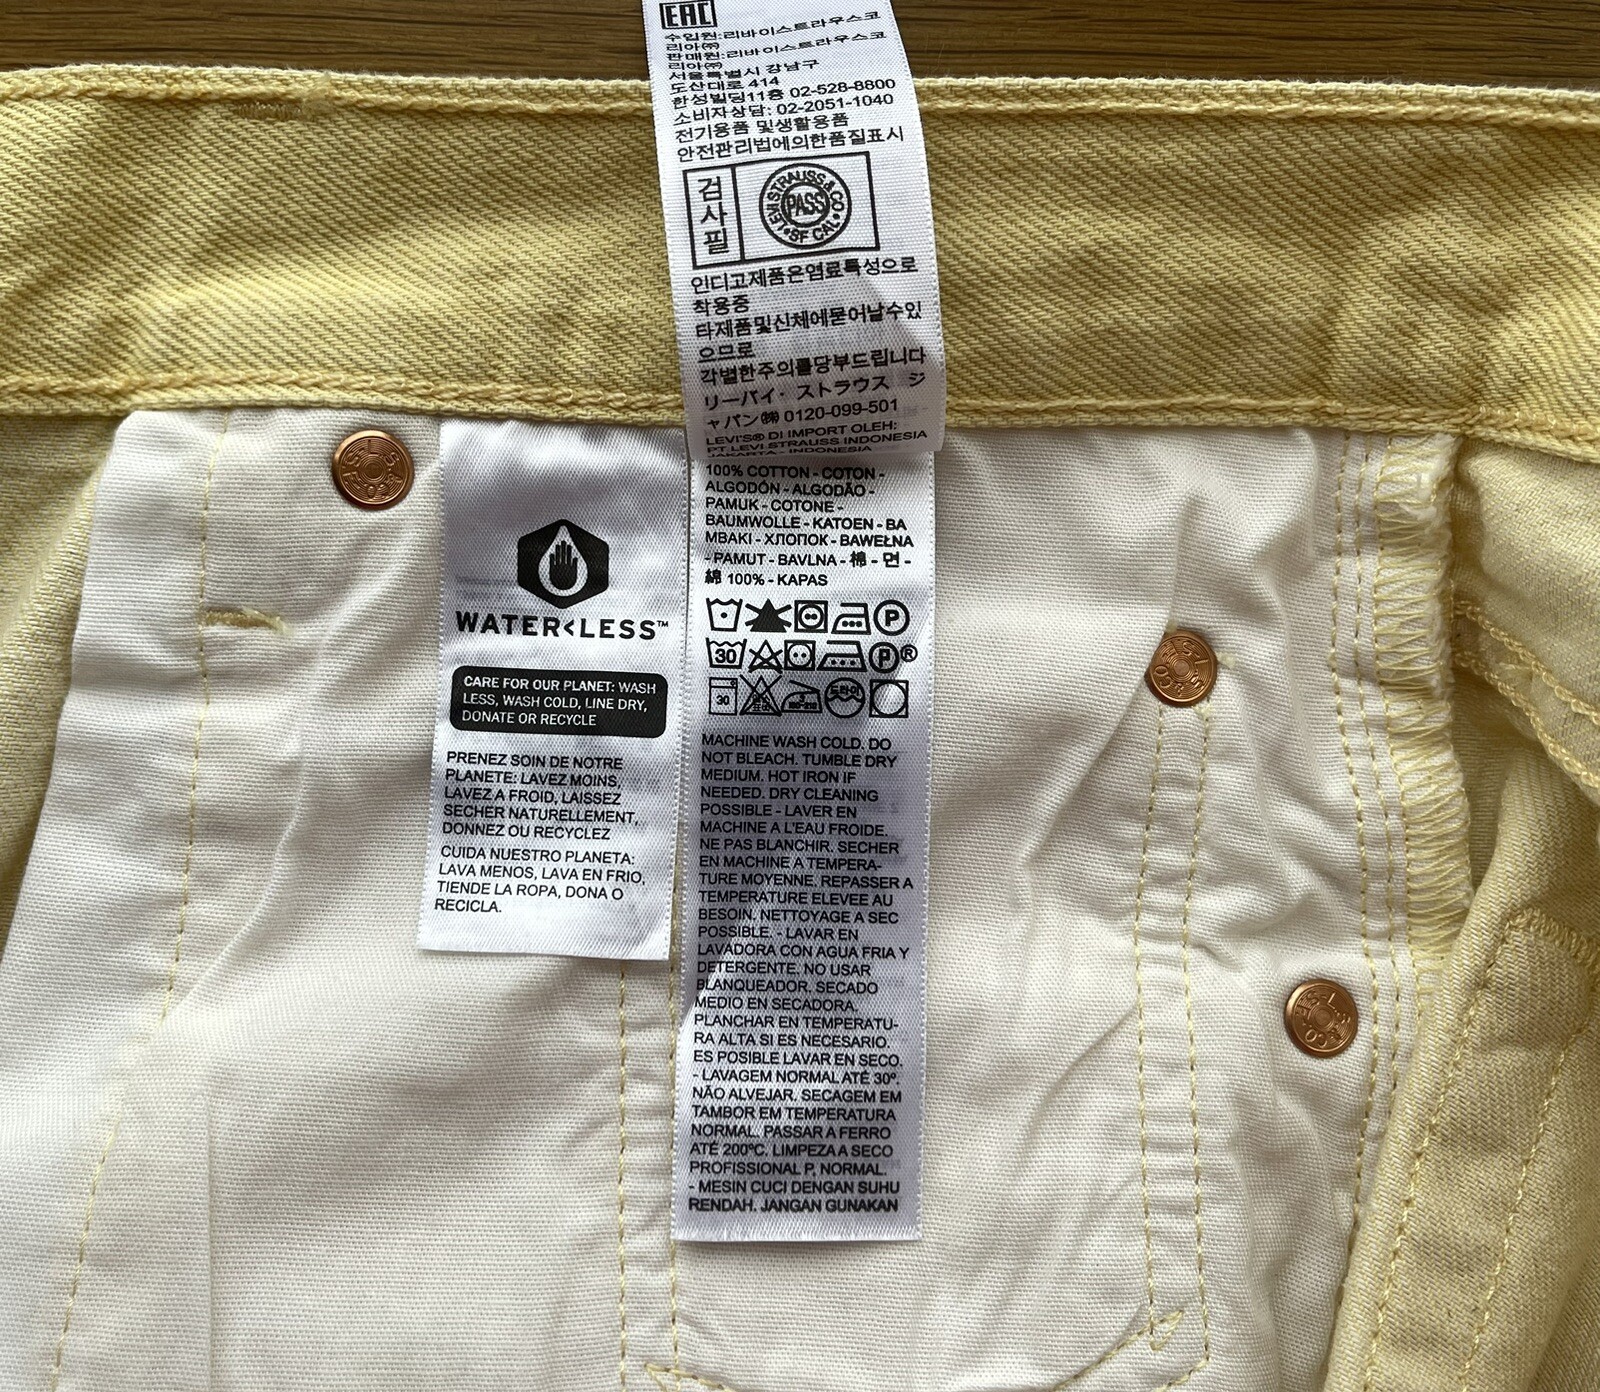 EAC
수입원:리바이스트라우스코
리아㈜
판매원:리바이스트라우스코
리아㈜
서울특별시 강남구
도산대로 414
한성빌딩11층 02-528-8800
소비자상담: 02-2051-1040
전기용품 및생활용품
안전관리법에의한품질표시
검사필
LEVI STRAUSS & CO
PASS
SF CAL
인디고제품은염료특성으로
착용중
타제품및신체에묻어날수있
으므로
각별한주의를당부드립니다
リーバイ・ストラウス ジ
ャパン㈱ 0120-099-501
LEVI'S® DI IMPORT OLEH:
PT LEVI STRAUSS INDONESIA
JAKARTA - INDONESIA
100% COTTON - COTON -
ALGODÓN - ALGODÃO -
PAMUK - COTONE -
BAUMWOLLE - KATOEN - BA
MBAKI - ХЛОПОК - BAWEŁNA
- PAMUT - BAVLNA - 棉 - 면 -
綿 100% - KAPAS
P
30 P®
30 드라이
MACHINE WASH COLD. DO
NOT BLEACH. TUMBLE DRY
MEDIUM. HOT IRON IF
NEEDED. DRY CLEANING
POSSIBLE - LAVER EN
MACHINE A L'EAU FROIDE.
NE PAS BLANCHIR. SECHER
EN MACHINE A TEMPERA-
TURE MOYENNE. REPASSER A
TEMPERATURE ELEVEE AU
BESOIN. NETTOYAGE A SEC
POSSIBLE. - LAVAR EN
LAVADORA CON AGUA FRIA Y
DETERGENTE. NO USAR
BLANQUEADOR. SECADO
MEDIO EN SECADORA.
PLANCHAR EN TEMPERATU-
RA ALTA SI ES NECESARIO.
ES POSIBLE LAVAR EN SECO.
- LAVAGEM NORMAL ATÉ 30º.
NÃO ALVEJAR. SECAGEM EM
TAMBOR EM TEMPERATURA
NORMAL. PASSAR A FERRO
ATÉ 200ºC. LIMPEZA A SECO
PROFISSIONAL P, NORMAL.
- MESIN CUCI DENGAN SUHU
RENDAH. JANGAN GUNAKAN
WATER<LESS™
CARE FOR OUR PLANET: WASH
LESS, WASH COLD, LINE DRY,
DONATE OR RECYCLE
PRENEZ SOIN DE NOTRE
PLANETE: LAVEZ MOINS,
LAVEZ A FROID, LAISSEZ
SECHER NATURELLEMENT,
DONNEZ OU RECYCLEZ
CUIDA NUESTRO PLANETA:
LAVA MENOS, LAVA EN FRIO,
TIENDE LA ROPA, DONA O
RECICLA.